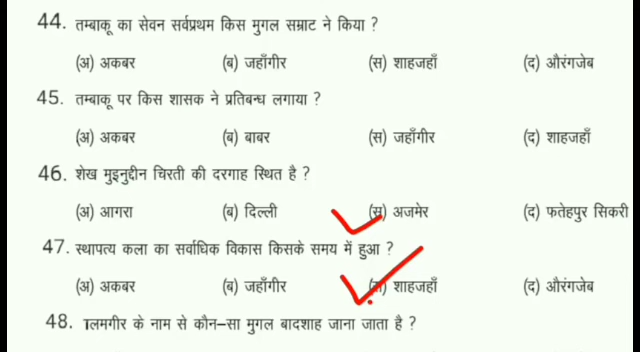 44. तम्बाकू का सेवन सर्वप्रथम किस मुगल सम्राट ने किया ?
(अ) अकबर (ब) जहाँगीर (स) शाहजहाँ (द) औरंगजेब
45. तम्बाकू पर किस शासक ने प्रतिबन्ध लगाया ?
(अ) अकबर (ब) बाबर (स) जहाँगीर (द) शाहजहाँ
46. शेख मुइनुद्दीन चिरती की दरगाह स्थित है ?
(अ) आगरा (ब) दिल्ली (स) अजमेर (द) फतेहपुर सिकरी
47. स्थापत्य कला का सर्वाधिक विकास किसके समय में हुआ ?
(अ) अकबर (ब) जहाँगीर (स) शाहजहाँ (द) औरंगजेब
48. ालमगीर के नाम से कौन-सा मुगल बादशाह जाना जाता है ?